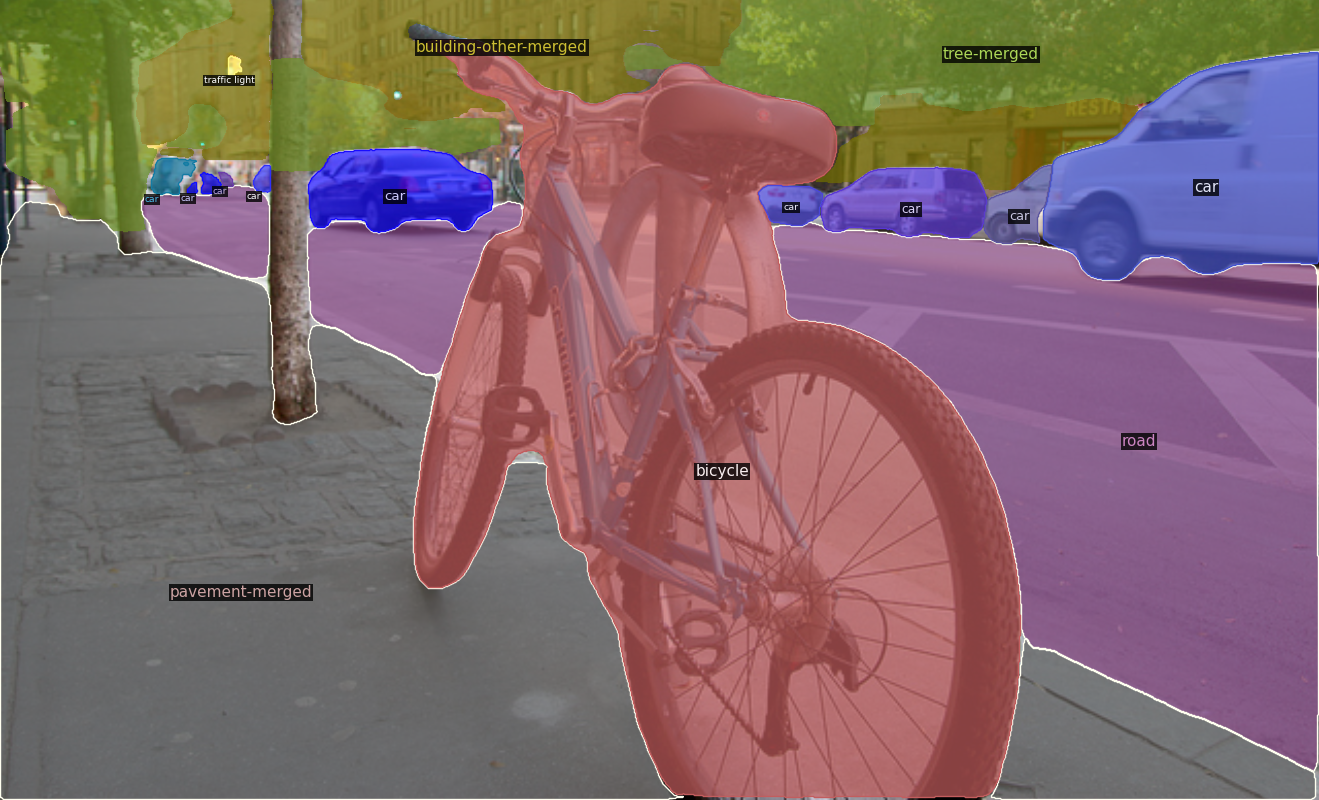 building-other-merged
tree-merged
traffic light
RESTA
car
car
car
car
car
car
car
car
car
road
bicycle
pavement-merged